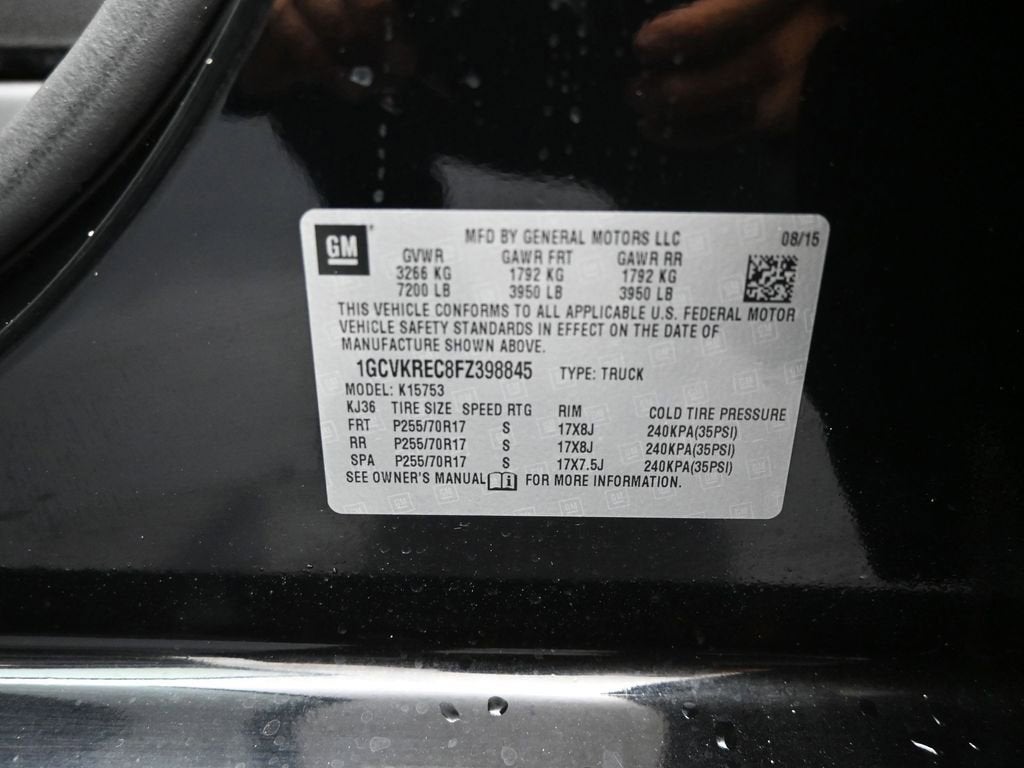 GM
MFD BY GENERAL MOTORS LLC 08/15
GVWR GAWR FRT GAWR RR
3266 KG 1792 KG 1792 KG
7200 LB 3950 LB 3950 LB
THIS VEHICLE CONFORMS TO ALL APPLICABLE U.S. FEDERAL MOTOR
VEHICLE SAFETY STANDARDS IN EFFECT ON THE DATE OF
MANUFACTURE SHOWN ABOVE.
1GCVKREC8FZ398845 TYPE: TRUCK
MODEL: K15753
KJ36 TIRE SIZE SPEED RTG RIM COLD TIRE PRESSURE
FRT P255/70R17 S 17X8J 240KPA(35PSI)
RR P255/70R17 S 17X8J 240KPA(35PSI)
SPA P255/70R17 S 17X7.5J 240KPA(35PSI)
SEE OWNER'S MANUAL i FOR MORE INFORMATION.